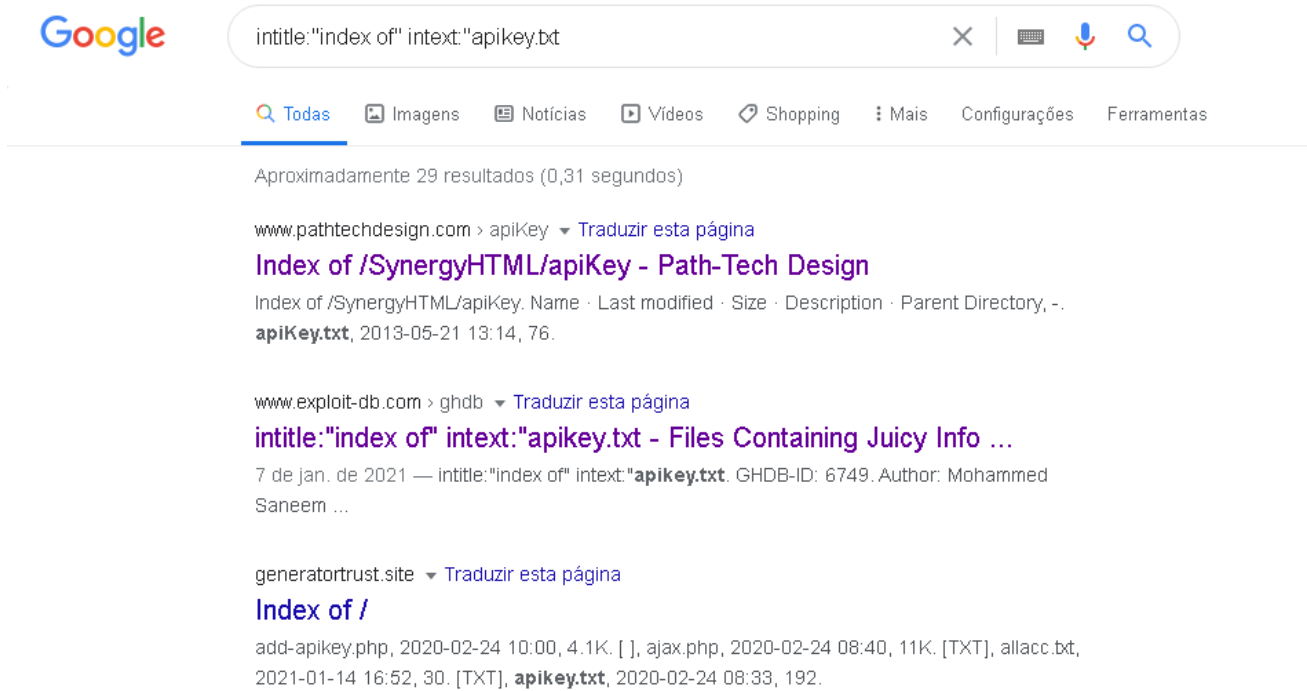 Google
intitle:"index of" intext:"apikey.txt
Todas Imagens Notícias Vídeos Shopping Mais Configurações Ferramentas
Aproximadamente 29 resultados (0,31 segundos)
www.pathtechdesign.com › apiKey ▾ Traduzir esta página
Index of /SynergyHTML/apiKey - Path-Tech Design
Index of /SynergyHTML/apiKey. Name · Last modified · Size · Description · Parent Directory, -.
apiKey.txt, 2013-05-21 13:14, 76.
www.exploit-db.com › ghdb ▾ Traduzir esta página
intitle:"index of" intext:"apikey.txt - Files Containing Juicy Info ...
7 de jan. de 2021 — intitle:"index of" intext:"apikey.txt. GHDB-ID: 6749. Author: Mohammed
Saneem ...
generatortrust.site ▾ Traduzir esta página
Index of /
add-apikey.php, 2020-02-24 10:00, 4.1K. [ ], ajax.php, 2020-02-24 08:40, 11K. [TXT], allacc.txt,
2021-01-14 16:52, 30. [TXT], apikey.txt, 2020-02-24 08:33, 192.